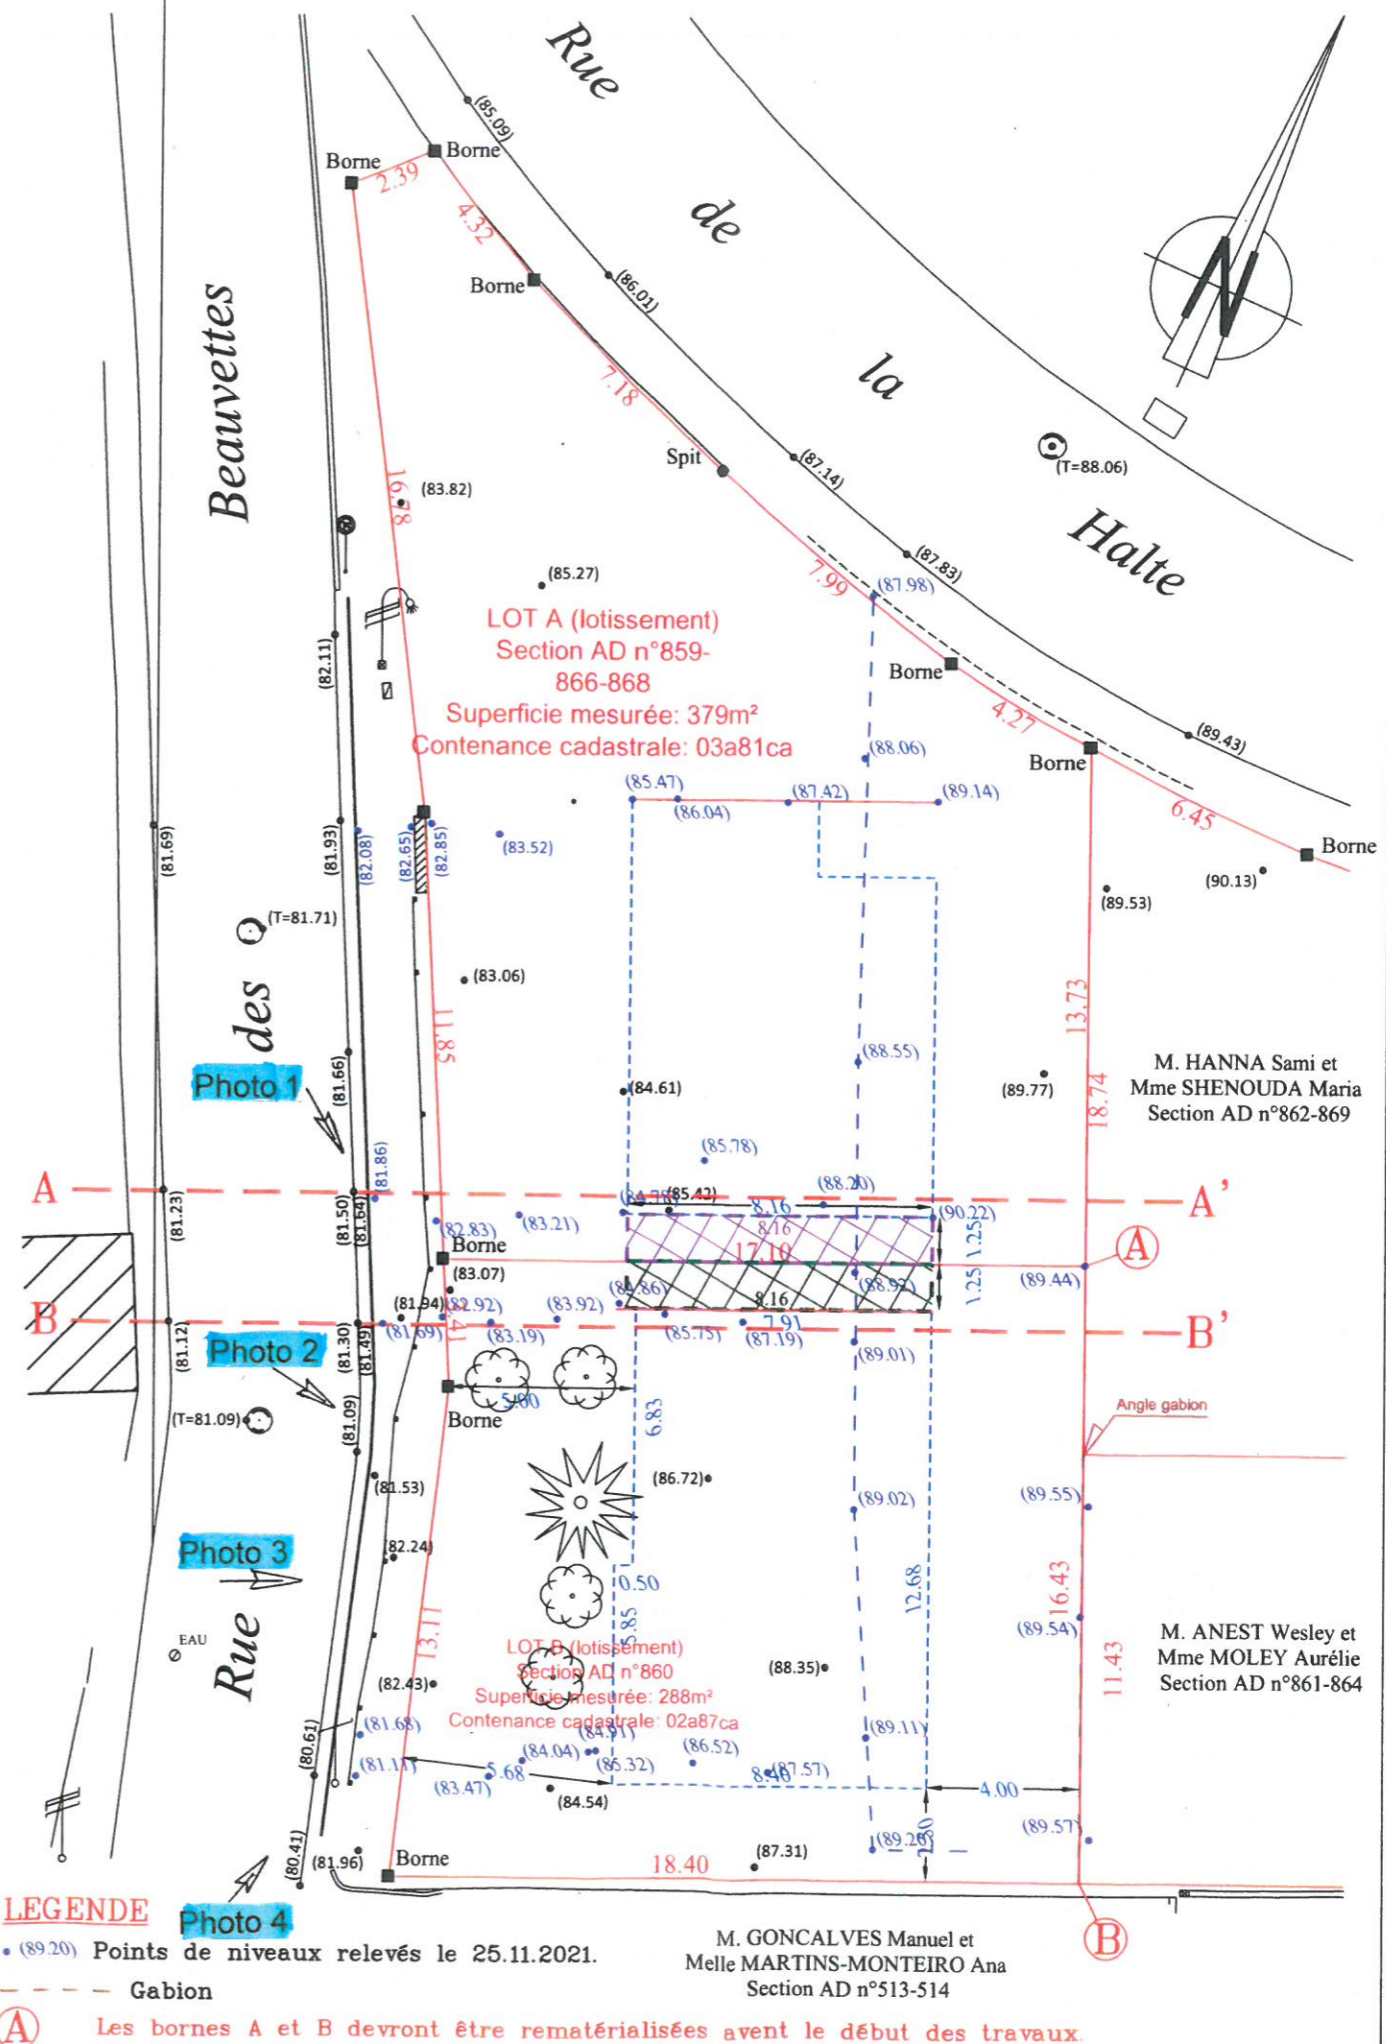 Rue
de
la
Halte
(85.09)
Borne
Borne
2.39
4.32
Borne
(86.01)
N
7.18
Beauvettes
Spit
(87.14)
(T=88.06)
16.78
(83.82)
(87.83)
7.99
(85.27)
(87.98)
LOT A (lotissement)
Section AD n°859-
866-868
Superficie mesurée: 379m²
Contenance cadastrale: 03a81ca
(82.11)
Borne
4.27
(89.43)
(88.06)
Borne
(85.47)
(86.04)
(87.42)
(89.14)
6.45
Borne
(81.69)
(81.93)
(82.08)
(82.65)
(82.85)
(83.52)
(90.13)
(89.53)
(T=81.71)
(83.06)
des
13.73
11.85
(88.55)
M. HANNA Sami et
Mme SHENOUDA Maria
Section AD n°862-869
(81.66)
Photo 1
(84.61)
(89.77)
18.74
(85.78)
(81.86)
A
A'
(81.23)
(81.50)
(81.64)
(85.42)
(88.20)
8.16
(90.22)
(82.83)
(83.21)
8.16
1.25
Borne
17.10
A
(83.07)
(88.92)
1.25
(89.44)
8.16
B
B'
(81.94)
(82.92)
(83.92)
(81.12)
(81.30)
(81.49)
(81.69)
(83.19)
(85.75)
7.91
(87.19)
(89.01)
Photo 2
5.00
Borne
6.83
Angle gabion
(T=81.09)
(81.09)
(86.72)
(81.53)
(89.02)
(89.55)
Photo 3
(82.24)
0.50
12.68
16.43
5.85
13.11
(89.54)
EAU
Rue
LOT B (lotissement)
Section AD n°860
Superficie mesurée: 288m²
Contenance cadastrale: 02a87ca
(88.35)
11.43
M. ANEST Wesley et
Mme MOLEY Aurélie
Section AD n°861-864
(82.43)
(81.68)
(84.91)
(89.11)
(80.61)
(81.11)
5.68
(84.04)
(85.32)
(86.52)
(87.57)
(83.47)
(84.54)
4.00
(89.57)
(80.41)
(81.96)
Borne
18.40
(87.31)
LEGENDE
Photo 4
(89.20) Points de niveaux relevés le 25.11.2021.
Gabion
M. GONCALVES Manuel et
Melle MARTINS-MONTEIRO Ana
Section AD n°513-514
B
A Les bornes A et B devront être rematérialisées avent le début des travaux.